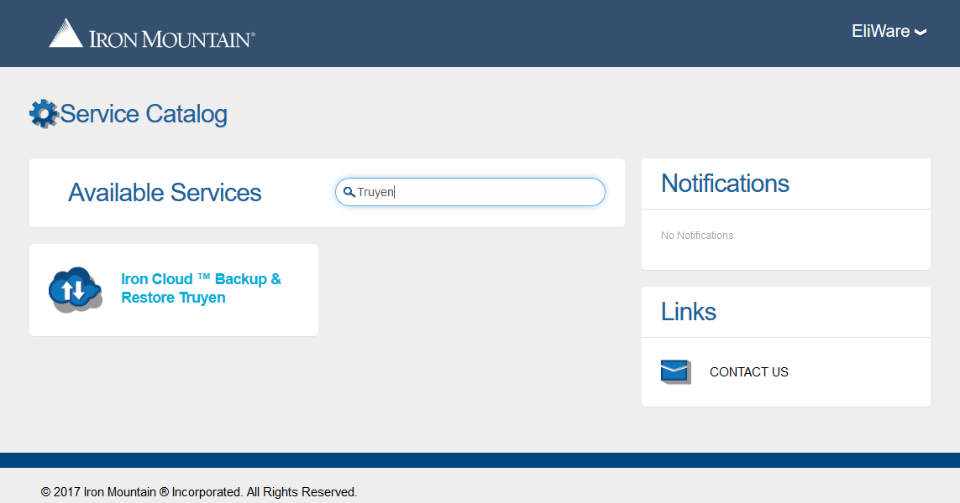 IRON MOUNTAIN®
EliWare
Service Catalog
Available Services
Truyen
Iron Cloud ™ Backup &
Restore Truyen
Notifications
No Notifications
Links
CONTACT US
© 2017 Iron Mountain ® Incorporated. All Rights Reserved.